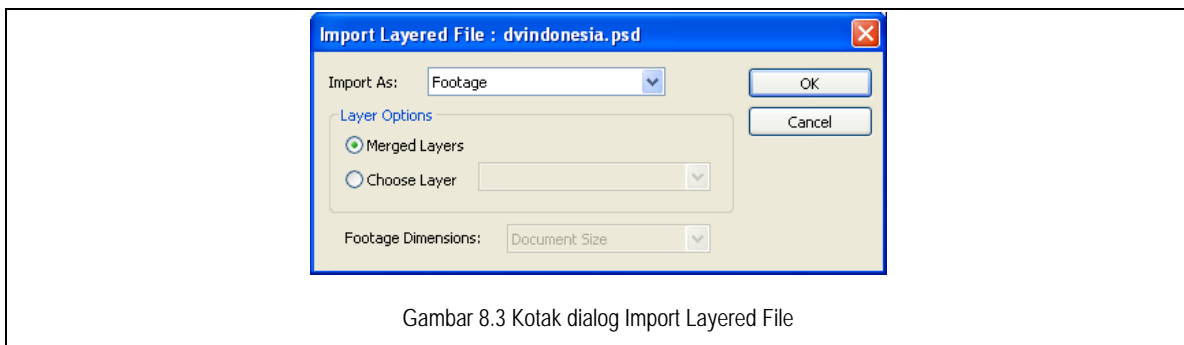 Import Layered File : dvindonesia.psd
Import As: Footage
OK
Layer Options
Cancel
Merged Layers
Choose Layer
Footage Dimensions: Document Size
Gambar 8.3 Kotak dialog Import Layered File